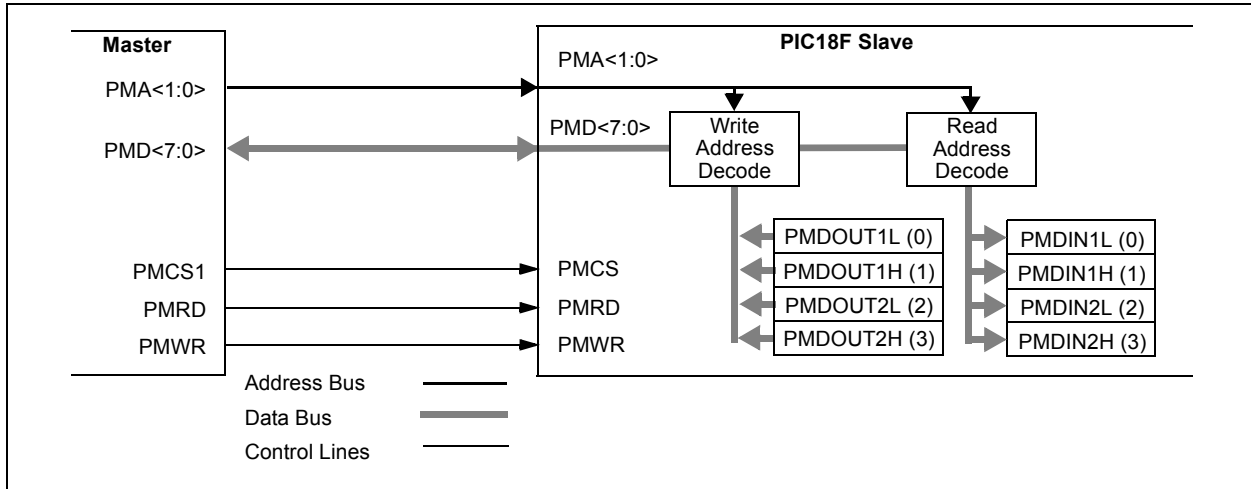 Master
PMA<1:0>
PMD<7:0>
PMCS1
PMRD
PMWR
PIC18F Slave
PMA<1:0>
PMD<7:0>
Write
Address
Decode
Read
Address
Decode
PMCS
PMRD
PMWR
PMDOUT1L (0)
PMDOUT1H (1)
PMDOUT2L (2)
PMDOUT2H (3)
PMDIN1L (0)
PMDIN1H (1)
PMDIN2L (2)
PMDIN2H (3)
Address Bus
Data Bus
Control Lines